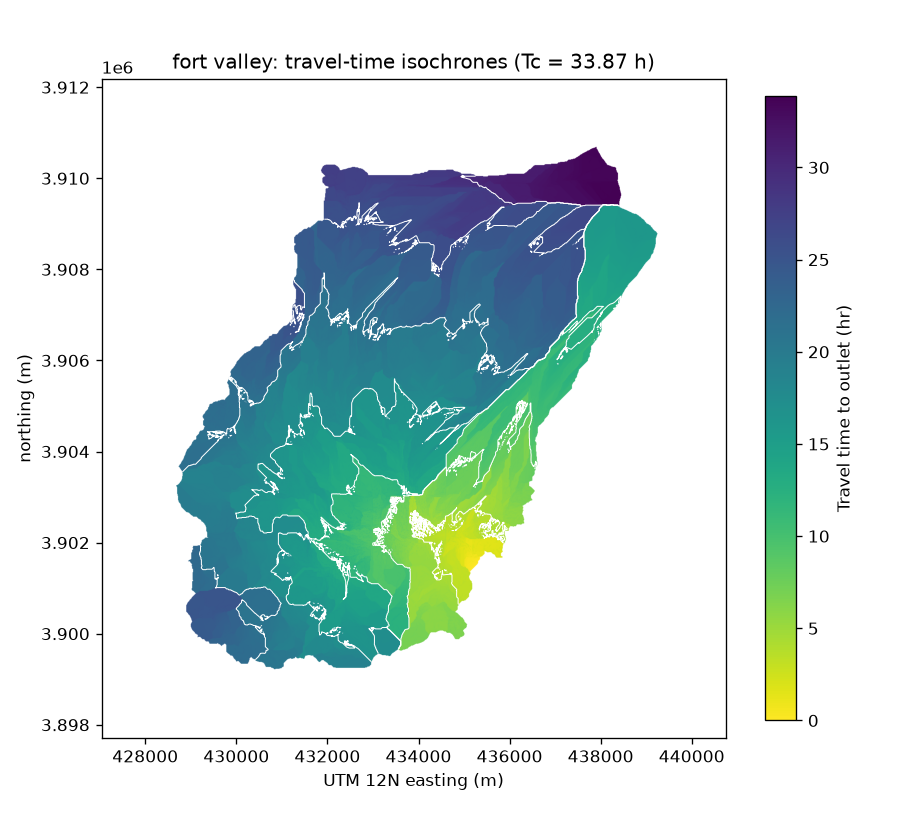 fort valley: travel-time isochrones (Tc = 33.87 h)
1e6
3.912
3.910
3.908
3.906
3.904
3.902
3.900
3.898
northing (m)
428000 430000 432000 434000 436000 438000 440000
UTM 12N easting (m)
30
25
20
15
10
5
0
Travel time to outlet (hr)